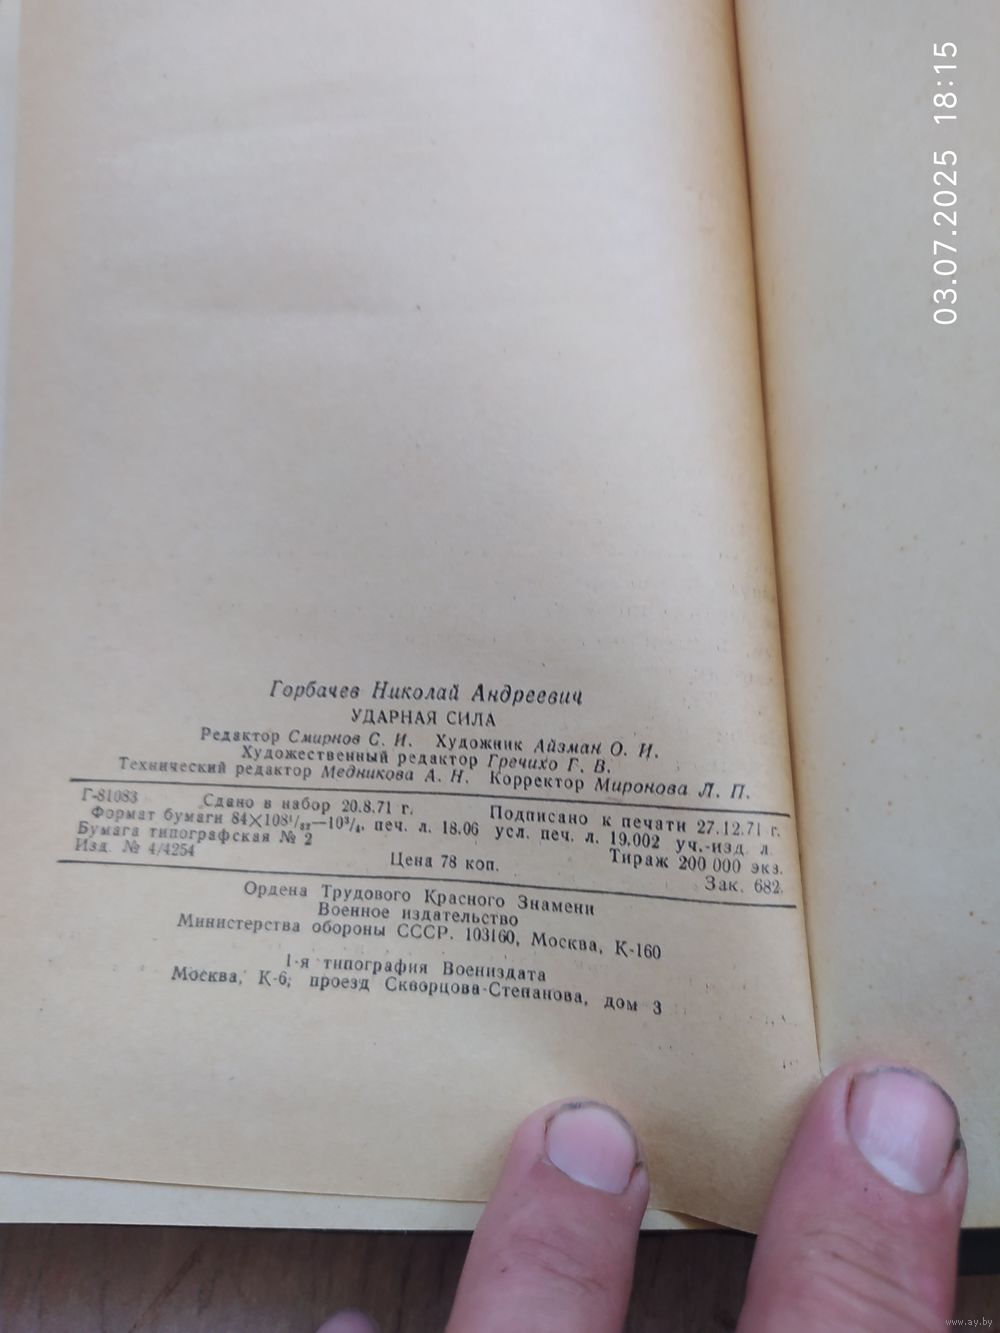 Горбачев Николай Андреевич
УДАРНАЯ СИЛА
Редактор Смирнов С. И. Художник Айзман О. И.
Художественный редактор Гречихо Г. В.
Технический редактор Медникова А. Н. Корректор Миронова Л. П.
Г-81083 Сдано в набор 20.8.71 г. Подписано к печати 27.12.71 г.
Формат бумаги 84×108¹/₃₂—10³/₄. печ. л. 18.06 усл. печ. л. 19.002 уч.-изд. л.
Бумага типографская № 2 Тираж 200 000 экз.
Изд. № 4/4254 Цена 78 коп. Зак. 682.
Ордена Трудового Красного Знамени
Военное издательство
Министерства обороны СССР. 103160, Москва, К-160
1-я типография Воениздата
Москва, К-6, проезд Скворцова-Степанова, дом 3
03.07.2025 18:15
www.ay.by